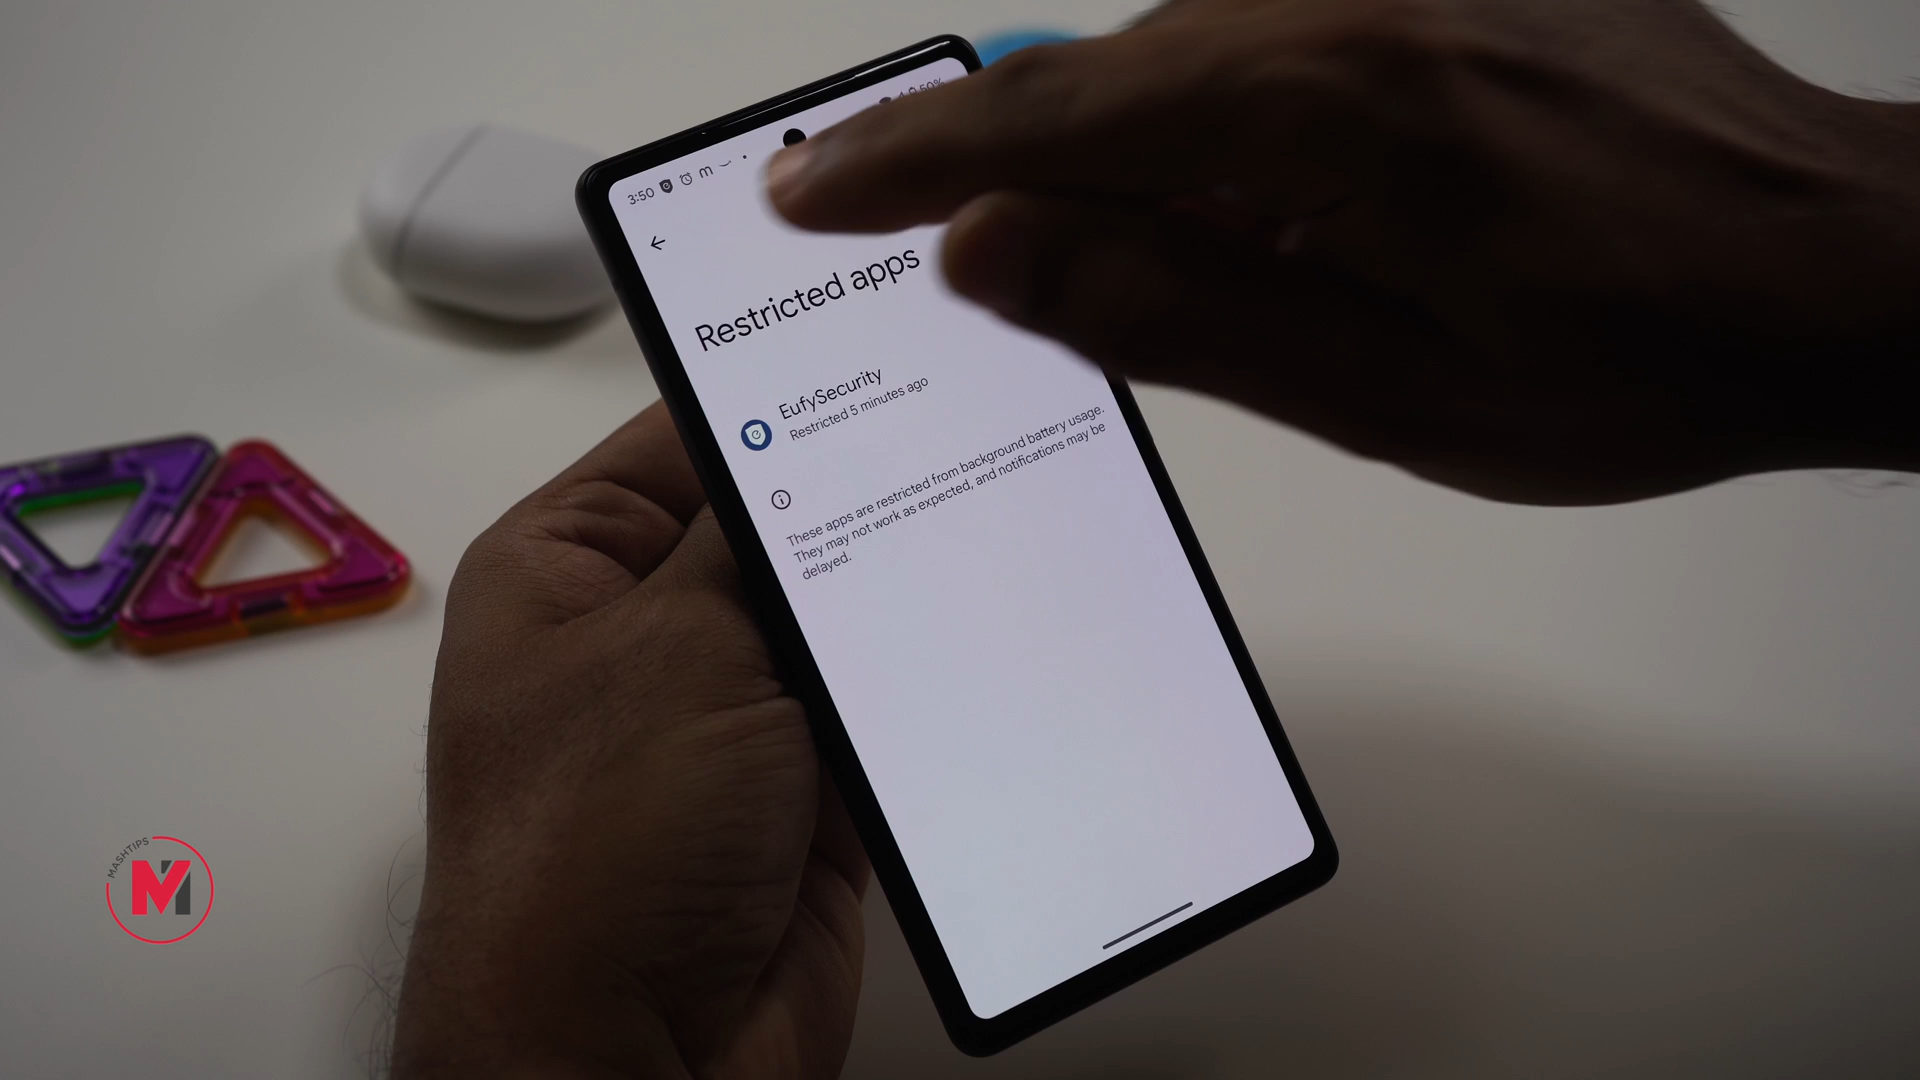 3:50
50%
Restricted apps
EufySecurity
Restricted 5 minutes ago
These apps are restricted from background battery usage.
They may not work as expected, and notifications may be
delayed.
MASHTIPS
M